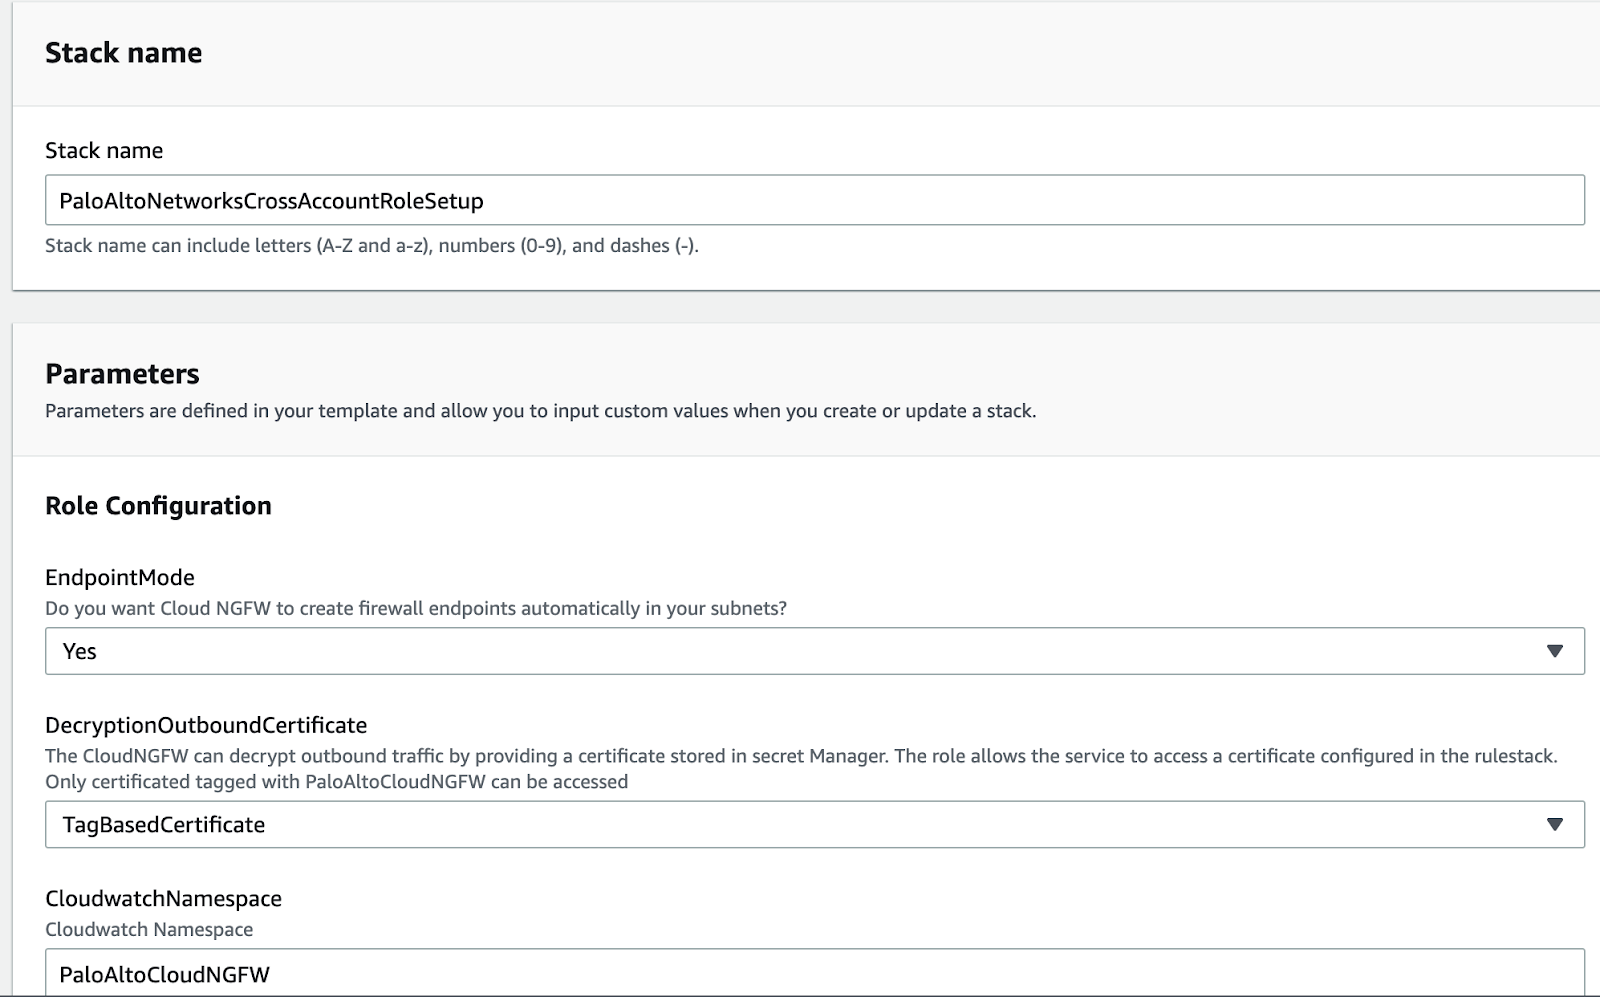 Stack name
Stack name
PaloAltoNetworksCrossAccountRoleSetup
Stack name can include letters (A-Z and a-z), numbers (0-9), and dashes (-).
Parameters
Parameters are defined in your template and allow you to input custom values when you create or update a stack.
Role Configuration
EndpointMode
Do you want Cloud NGFW to create firewall endpoints automatically in your subnets?
Yes
DecryptionOutboundCertificate
The CloudNGFW can decrypt outbound traffic by providing a certificate stored in secret Manager. The role allows the service to access a certificate configured in the rulestack.
Only certificated tagged with PaloAltoCloudNGFW can be accessed
TagBasedCertificate
CloudwatchNamespace
Cloudwatch Namespace
PaloAltoCloudNGFW